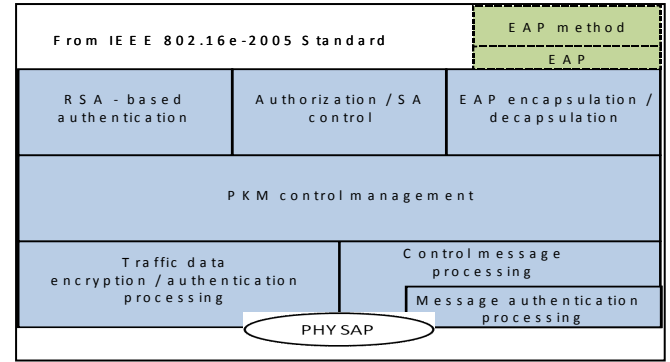 From IEEE 802.16e-2005 Standard
EAP method
EAP
RSA - based
authentication
Authorization / SA
control
EAP encapsulation /
decapsulation
PKM control management
Traffic data
encryption / authentication
processing
Control message
processing
Message authentication
processing
PHY SAP